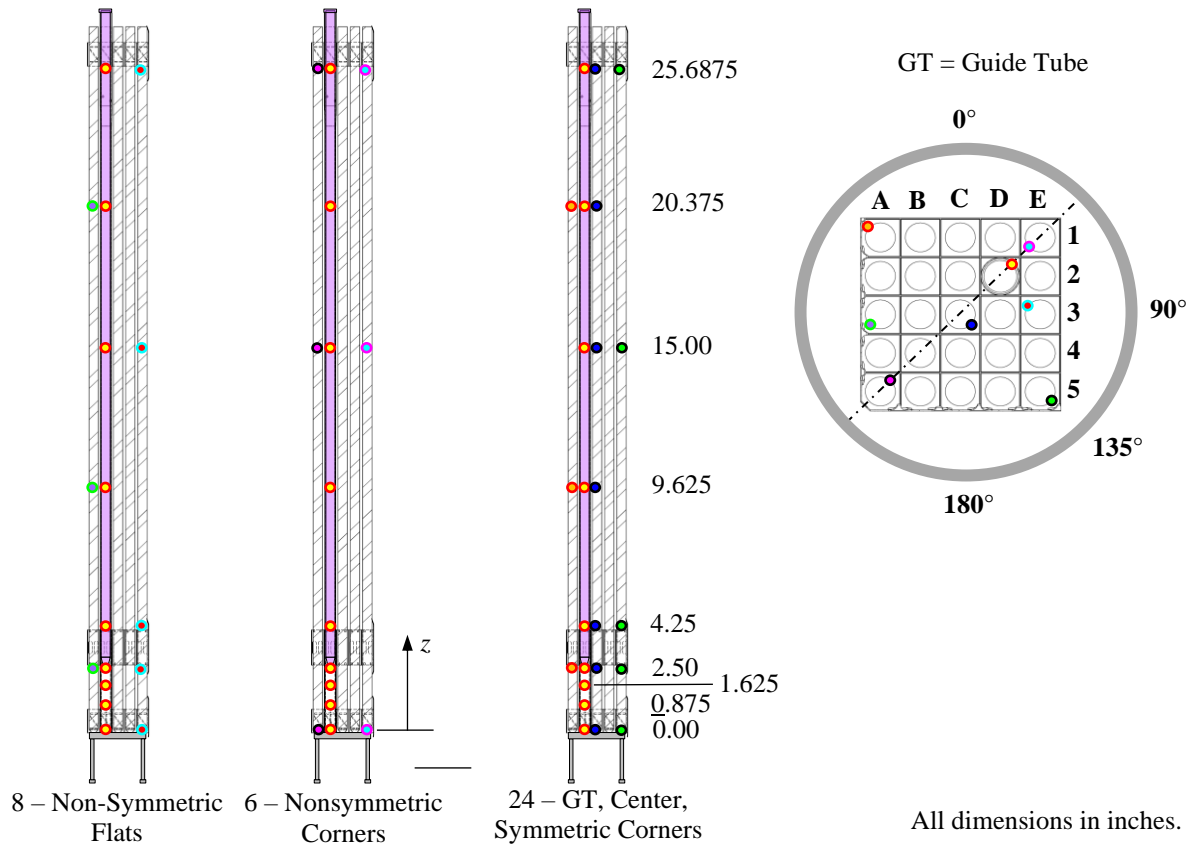 GT = Guide Tube
25.6875
20.375
15.00
9.625
4.25
2.50
1.625
0.875
0.00
z
0°
90°
135°
180°
A B C D E
1
2
3
4
5
8 – Non-Symmetric
Flats
6 – Nonsymmetric
Corners
24 – GT, Center,
Symmetric Corners
All dimensions in inches.